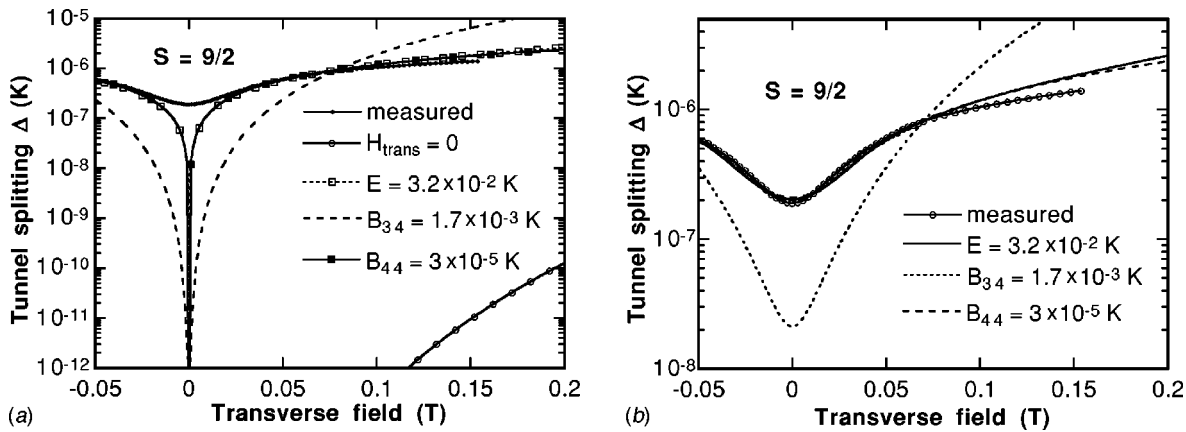 10-5
10-6
10-7
10-8
10-9
10-10
10-11
10-12
Tunnel splitting Δ (K)
S = 9/2
measured
Htrans = 0
E = 3.2×10-2 K
B34 = 1.7×10-3 K
B44 = 3×10-5 K
-0.05 0 0.05 0.1 0.15 0.2
(a) Transverse field (T)
10-6
10-7
10-8
Tunnel splitting Δ (K)
S = 9/2
measured
E = 3.2×10-2 K
B34 = 1.7×10-3 K
B44 = 3×10-5 K
-0.05 0 0.05 0.1 0.15 0.2
(b) Transverse field (T)